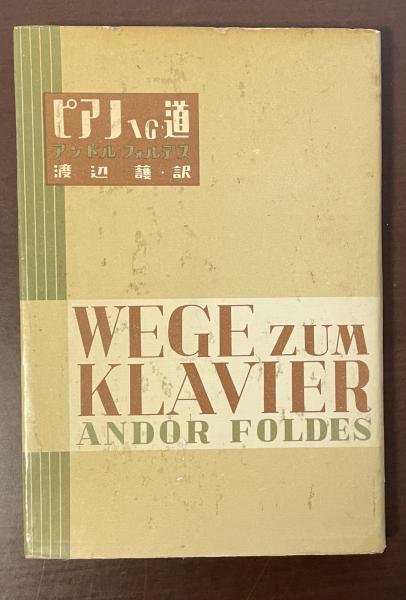 ピアノへの道
アンドル フォルデス
渡辺 護・訳
WEGE ZUM
KLAVIER
ANDOR FOLDES